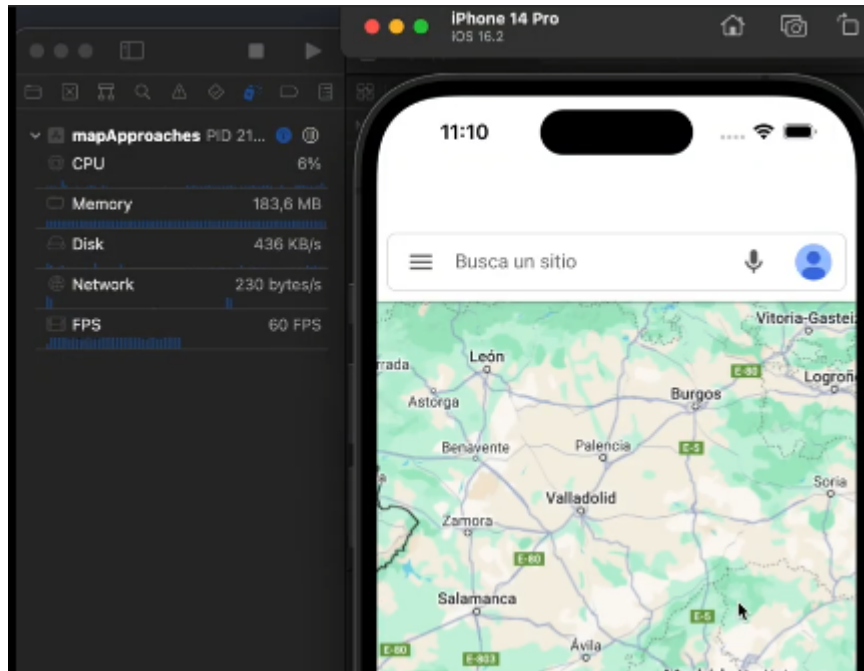 iPhone 14 Pro
iOS 16.2
mapApproaches PID 21...
CPU 6%
Memory 183,6 MB
Disk 436 KB/s
Network 230 bytes/s
FPS 60 FPS
11:10
Busca un sitio
Vitoria-Gasteiz
León
E-80
rrada
Logroñ
Astorga
Burgos
Benavente
Palencia
E-5
Soria
Valladolid
Zamora
E-80
Salamanca
E-5
Ávila
E-80
E-803